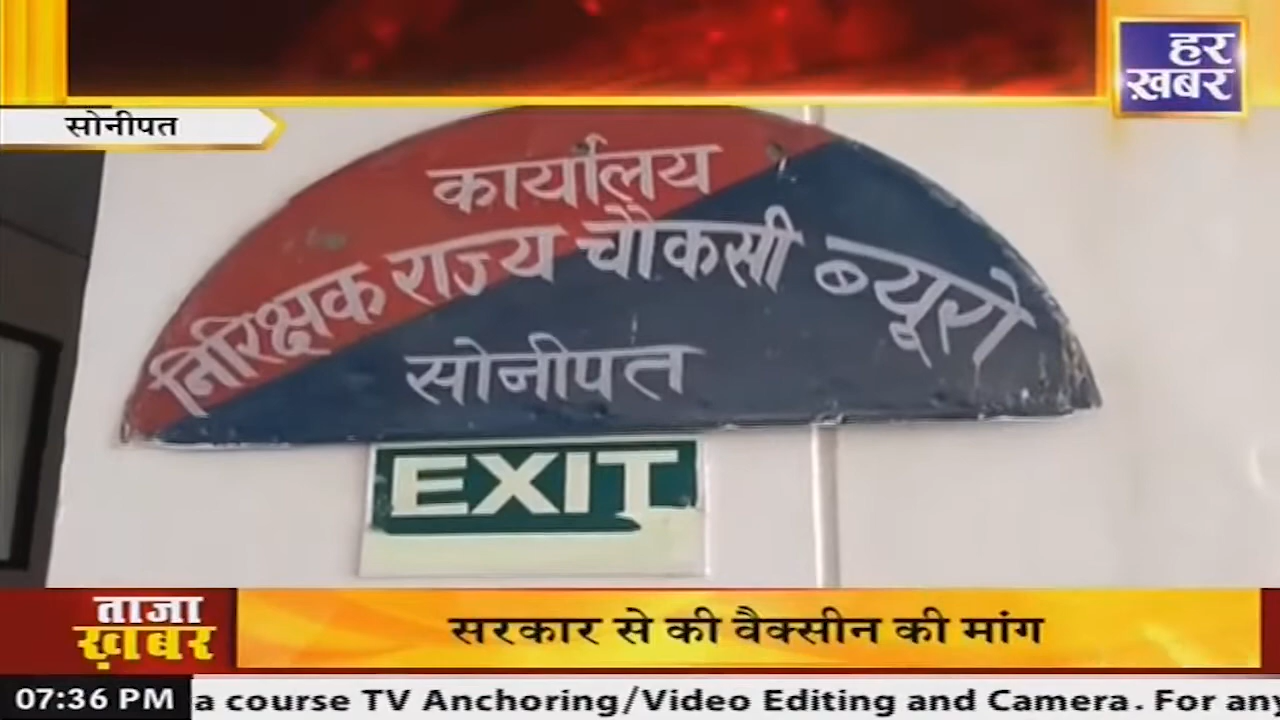 हर
ख़बर
सोनीपत
कार्यालय
निरिक्षक राज्य चौकसी ब्यूरो
सोनीपत
EXIT
ताजा
ख़बर
सरकार से की वैक्सीन की मांग
07:36 PM
a course TV Anchoring/Video Editing and Camera. For any